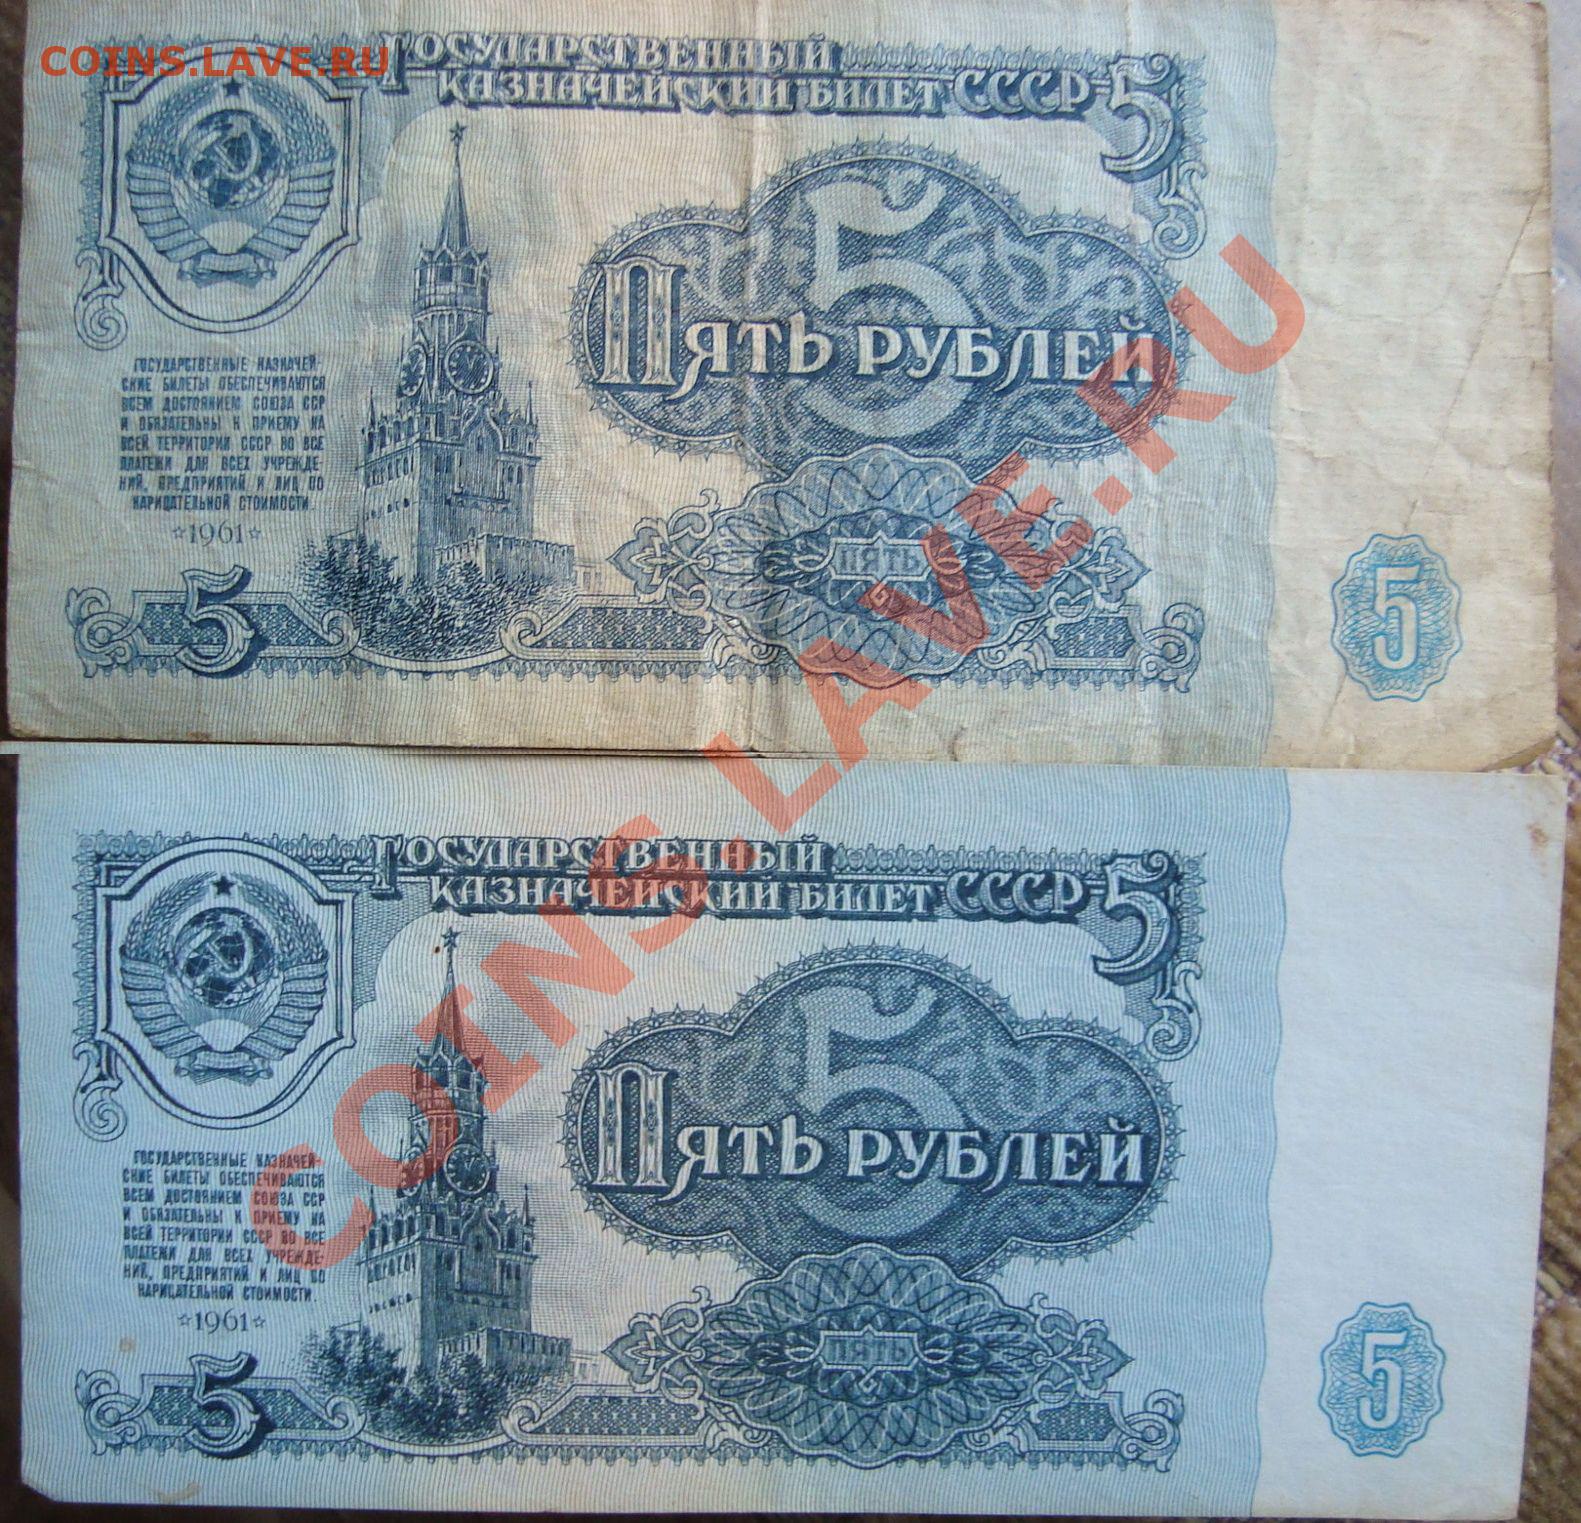 COINS.LAVE.RU
ГОСУДАРСТВЕННЫЙ
КАЗНАЧЕЙСКИЙ БИЛЕТ СССР 5
5
ПЯТЬ РУБЛЕЙ
ГОСУДАРСТВЕННЫЕ КАЗНАЧЕЙ-
СКИЕ БИЛЕТЫ ОБЕСПЕЧИВАЮТСЯ
ВСЕМ ДОСТОЯНИЕМ СОЮЗА ССР
И ОБЯЗАТЕЛЬНЫ К ПРИЕМУ НА
ВСЕЙ ТЕРРИТОРИИ СССР ВО ВСЕ
ПЛАТЕЖИ ДЛЯ ВСЕХ УЧРЕЖДЕ-
НИЙ, ПРЕДПРИЯТИЙ И ЛИЦ ПО
НАРИЦАТЕЛЬНОЙ СТОИМОСТИ.
☆1961☆
ПЯТЬ
5
5
COINS.LAVE.RU
ГОСУДАРСТВЕННЫЙ
КАЗНАЧЕЙСКИЙ БИЛЕТ СССР 5
5
ПЯТЬ РУБЛЕЙ
ГОСУДАРСТВЕННЫЕ КАЗНАЧЕЙ-
СКИЕ БИЛЕТЫ ОБЕСПЕЧИВАЮТСЯ
ВСЕМ ДОСТОЯНИЕМ СОЮЗА ССР
И ОБЯЗАТЕЛЬНЫ К ПРИЕМУ НА
ВСЕЙ ТЕРРИТОРИИ СССР ВО ВСЕ
ПЛАТЕЖИ ДЛЯ ВСЕХ УЧРЕЖДЕ-
НИЙ, ПРЕДПРИЯТИЙ И ЛИЦ ПО
НАРИЦАТЕЛЬНОЙ СТОИМОСТИ.
☆1961☆
ПЯТЬ
5
5